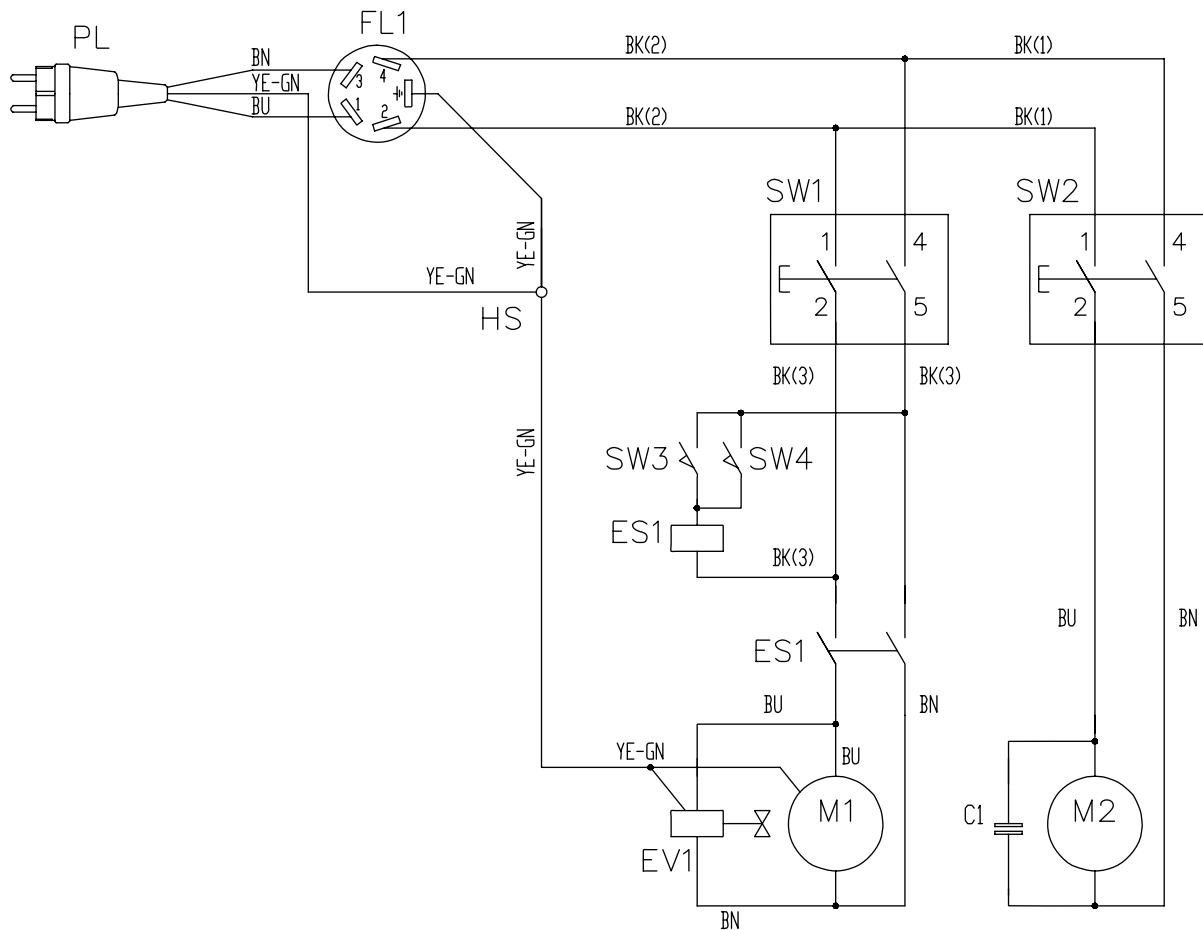 PL
FL1
BN
YE-GN
BU
3
4
1
2
BK(2)
BK(1)
BK(2)
BK(1)
SW1
SW2
1
4
2
5
1
4
2
5
YE-GN
YE-GN
HS
BK(3)
BK(3)
YE-GN
SW3
SW4
ES1
BK(3)
ES1
BU
BN
BU
BN
YE-GN
BU
M1
EV1
BN
C1
M2